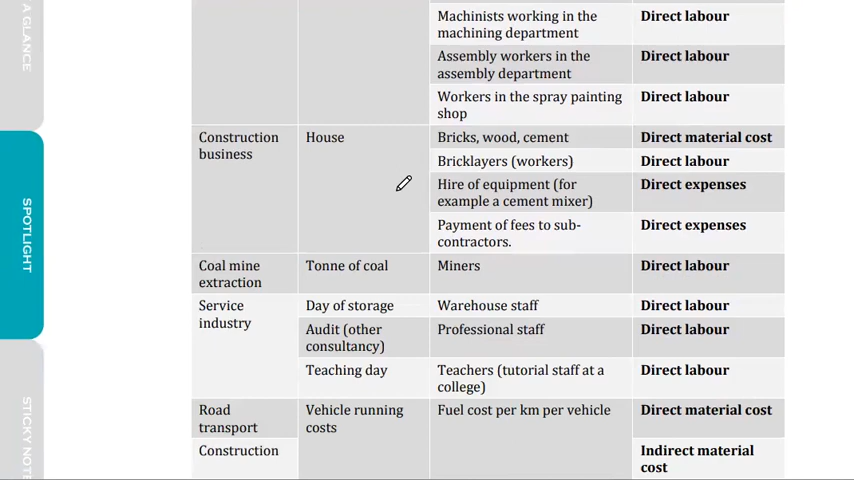 A GLANCE
SPOTLIGHT
STICKY NOT
Machinists working in the
machining department
Direct labour
Assembly workers in the
assembly department
Direct labour
Workers in the spray painting
shop
Direct labour
Construction
business
House
Bricks, wood, cement
Direct material cost
Bricklayers (workers)
Direct labour
Hire of equipment (for
example a cement mixer)
Direct expenses
Payment of fees to sub-
contractors.
Direct expenses
Coal mine
extraction
Tonne of coal
Miners
Direct labour
Service
industry
Day of storage
Warehouse staff
Direct labour
Audit (other
consultancy)
Professional staff
Direct labour
Teaching day
Teachers (tutorial staff at a
college)
Direct labour
Road
transport
Vehicle running
costs
Fuel cost per km per vehicle
Direct material cost
Construction
Indirect material
cost